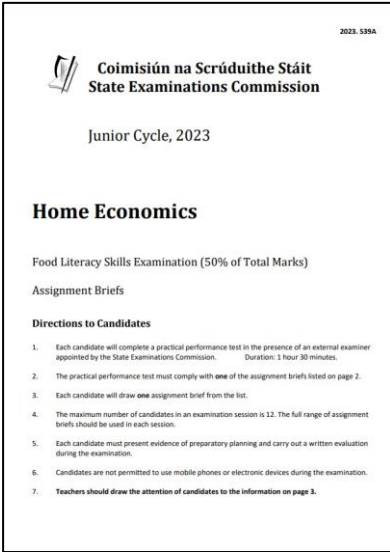 2023. S39A
Coimisiún na Scrúduithe Stáit
State Examinations Commission
Junior Cycle, 2023
Home Economics
Food Literacy Skills Examination (50% of Total Marks)
Assignment Briefs
Directions to Candidates
1. Each candidate will complete a practical performance test in the presence of an external examiner
appointed by the State Examinations Commission. Duration: 1 hour 30 minutes.
2. The practical performance test must comply with one of the assignment briefs listed on page 2.
3. Each candidate will draw one assignment brief from the list.
4. The maximum number of candidates in an examination session is 12. The full range of assignment
briefs should be used in each session.
5. Each candidate must present evidence of preparatory planning and carry out a written evaluation
during the examination.
6. Candidates are not permitted to use mobile phones or electronic devices during the examination.
7. Teachers should draw the attention of candidates to the information on page 3.